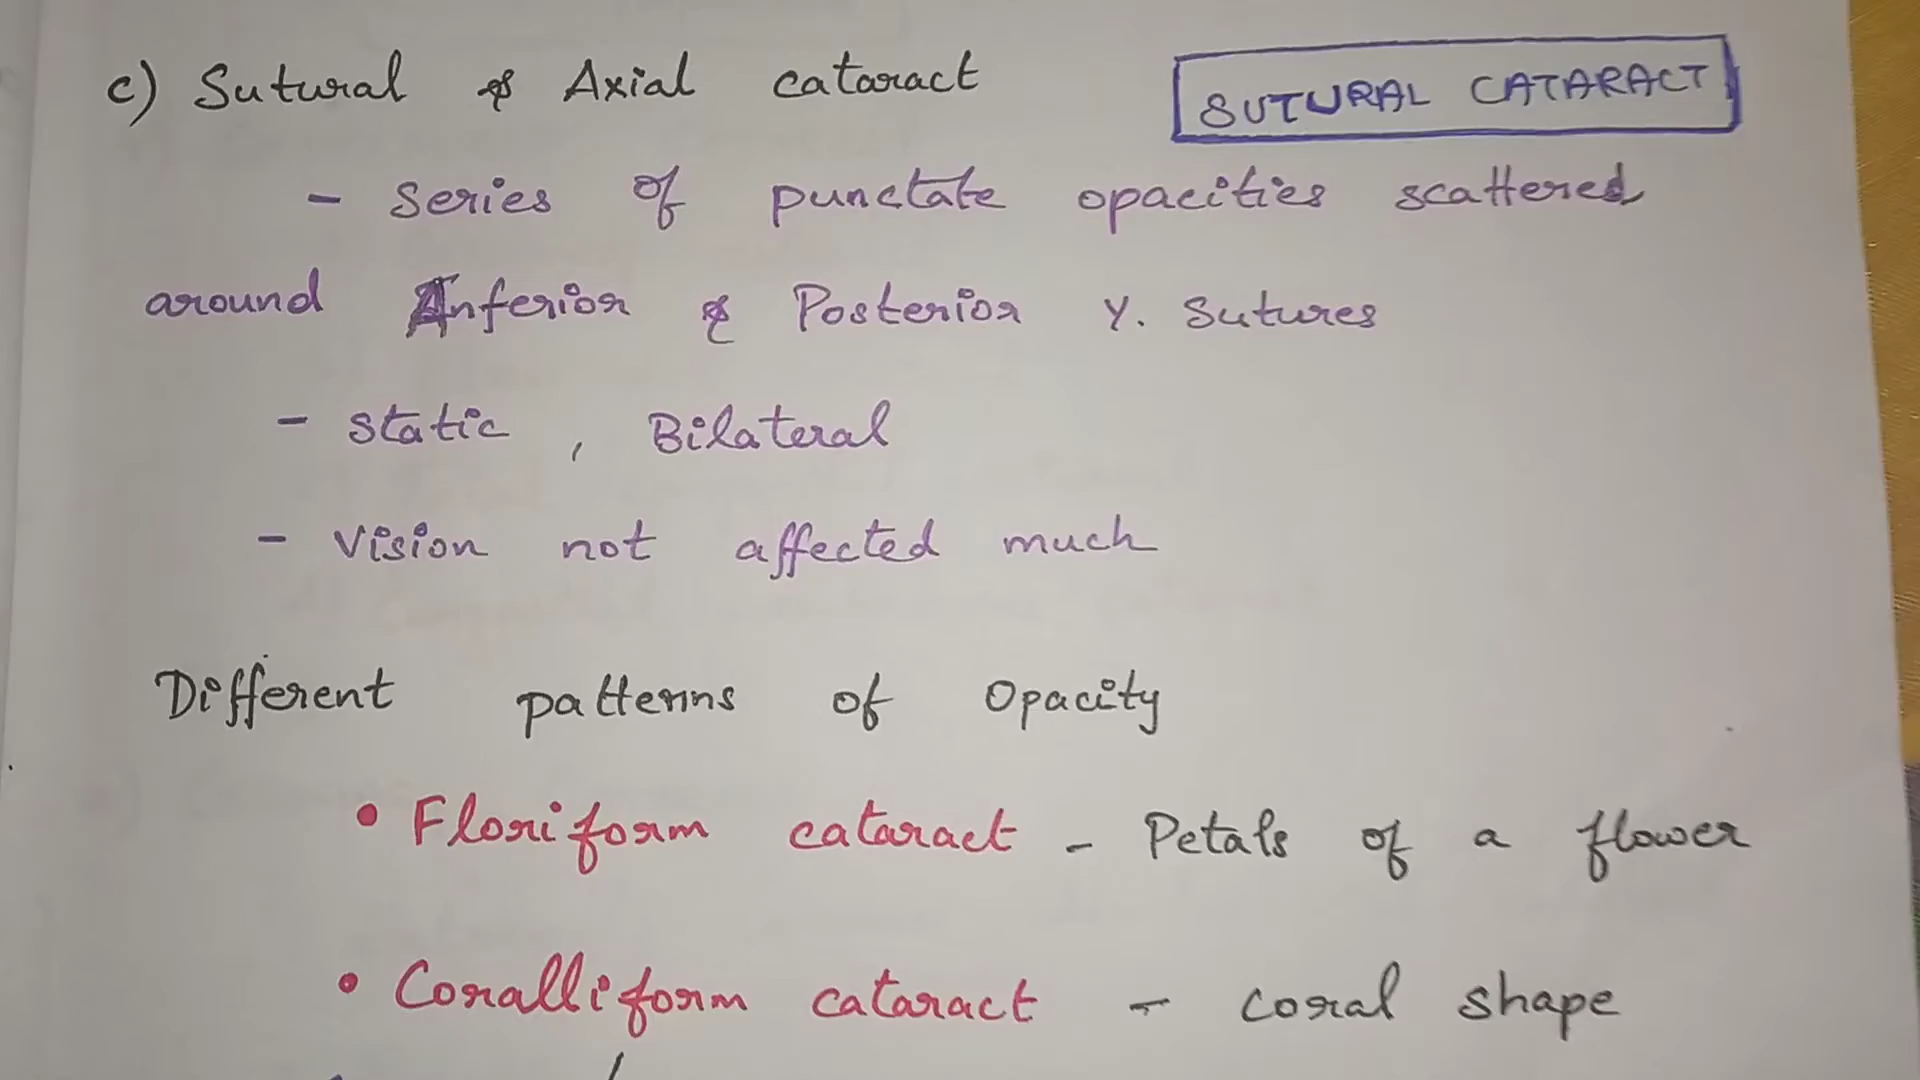 c) Sutural & Axial cataract
SUTURAL CATARACT
- Series of punctate opacities scattered
around Anferior & Posterior Y. Sutures
- Static, Bilateral
- Vision not affected much
Different patterns of Opacity
• Floriform cataract - Petals of a flower
• Coralliform cataract - coral shape